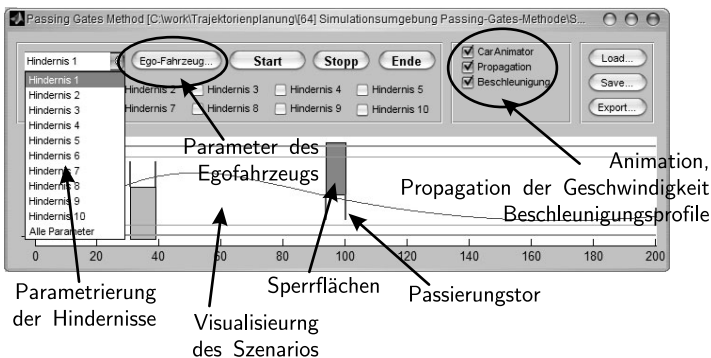 Passing Gates Method [C:\work\Trajektorienplanung\[64] Simulationsumgebung Passing-Gates-Methode\S...
Hindernis 1
Ego-Fahrzeug...
Start
Stopp
Ende
CarAnimator
Propagation
Beschleunigung
Load...
Save...
Export...
Hindernis 1
Hindernis 2
Hindernis 3
Hindernis 4
Hindernis 5
Hindernis 6
Hindernis 7
Hindernis 8
Hindernis 9
Hindernis 10
Alle Parameter
Hindernis 2 Hindernis 3 Hindernis 4 Hindernis 5
Hindernis 7 Hindernis 8 Hindernis 9 Hindernis 10
Parameter des
Egofahrzeugs
Animation,
Propagation der Geschwindigkeit
Beschleunigungsprofile
0 20 40 60 80 100 120 140 160 180 200
Parametrierung
der Hindernisse
Visualisieurng
des Szenarios
Sperrflächen
Passierungstor